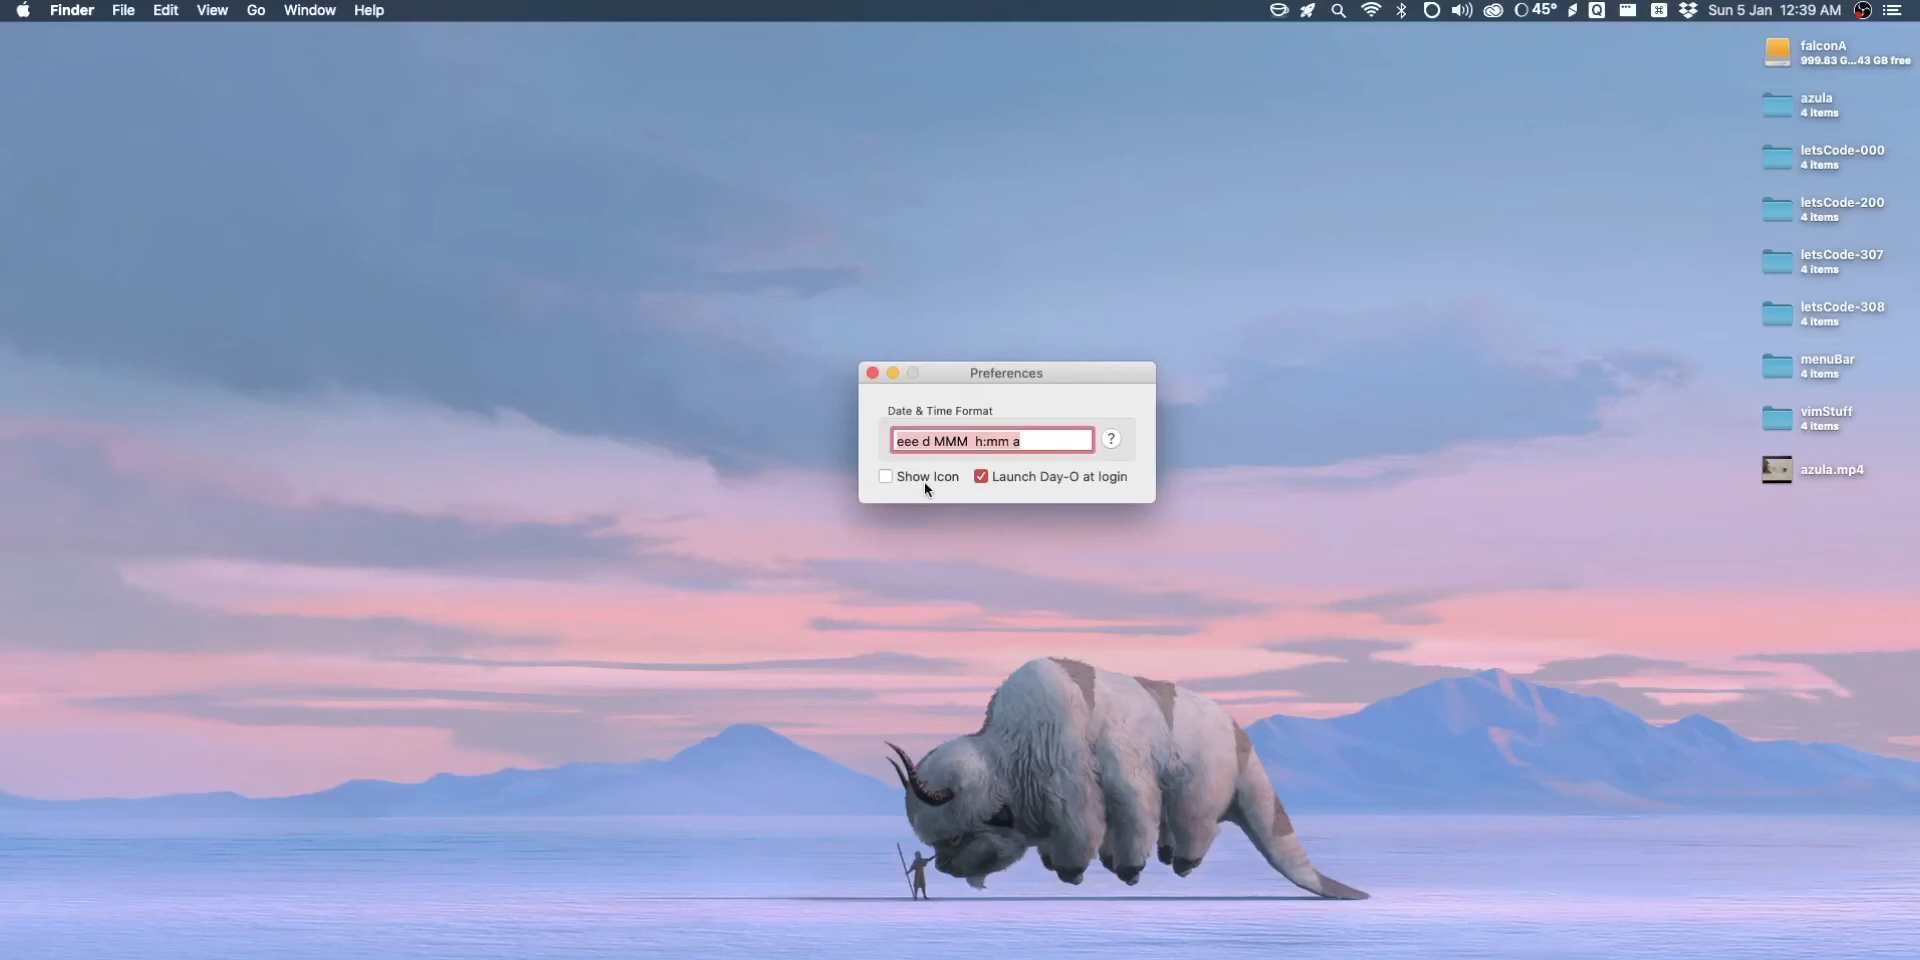 Finder File Edit View Go Window Help 45° Q Sun 5 Jan 12:39 AM
falconA
999.83 G...43 GB free
azula
4 items
letsCode-000
4 items
letsCode-200
4 items
letsCode-307
4 items
letsCode-308
4 items
menuBar
4 items
vimStuff
4 items
azula.mp4
Preferences
Date & Time Format
eee d MMM  h:mm a ?
Show Icon Launch Day-O at login